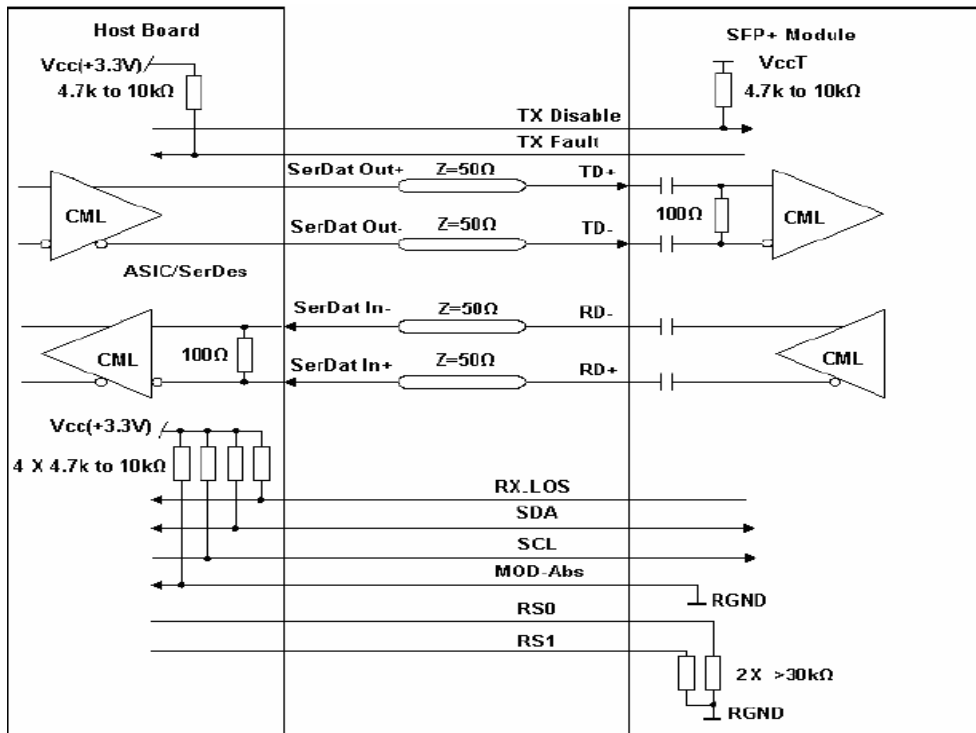 Host Board
SFP+ Module
Vcc(+3.3V)
4.7k to 10kΩ
VccT
4.7k to 10kΩ
TX Disable
TX Fault
SerDat Out+
Z=50Ω
TD+
CML
100Ω
CML
SerDat Out-
Z=50Ω
TD-
ASIC/SerDes
SerDat In-
Z=50Ω
RD-
CML
100Ω
CML
SerDat In+
Z=50Ω
RD+
Vcc(+3.3V)
4 X 4.7k to 10kΩ
RX_LOS
SDA
SCL
MOD-Abs
RGND
RS0
RS1
2X >30kΩ
RGND